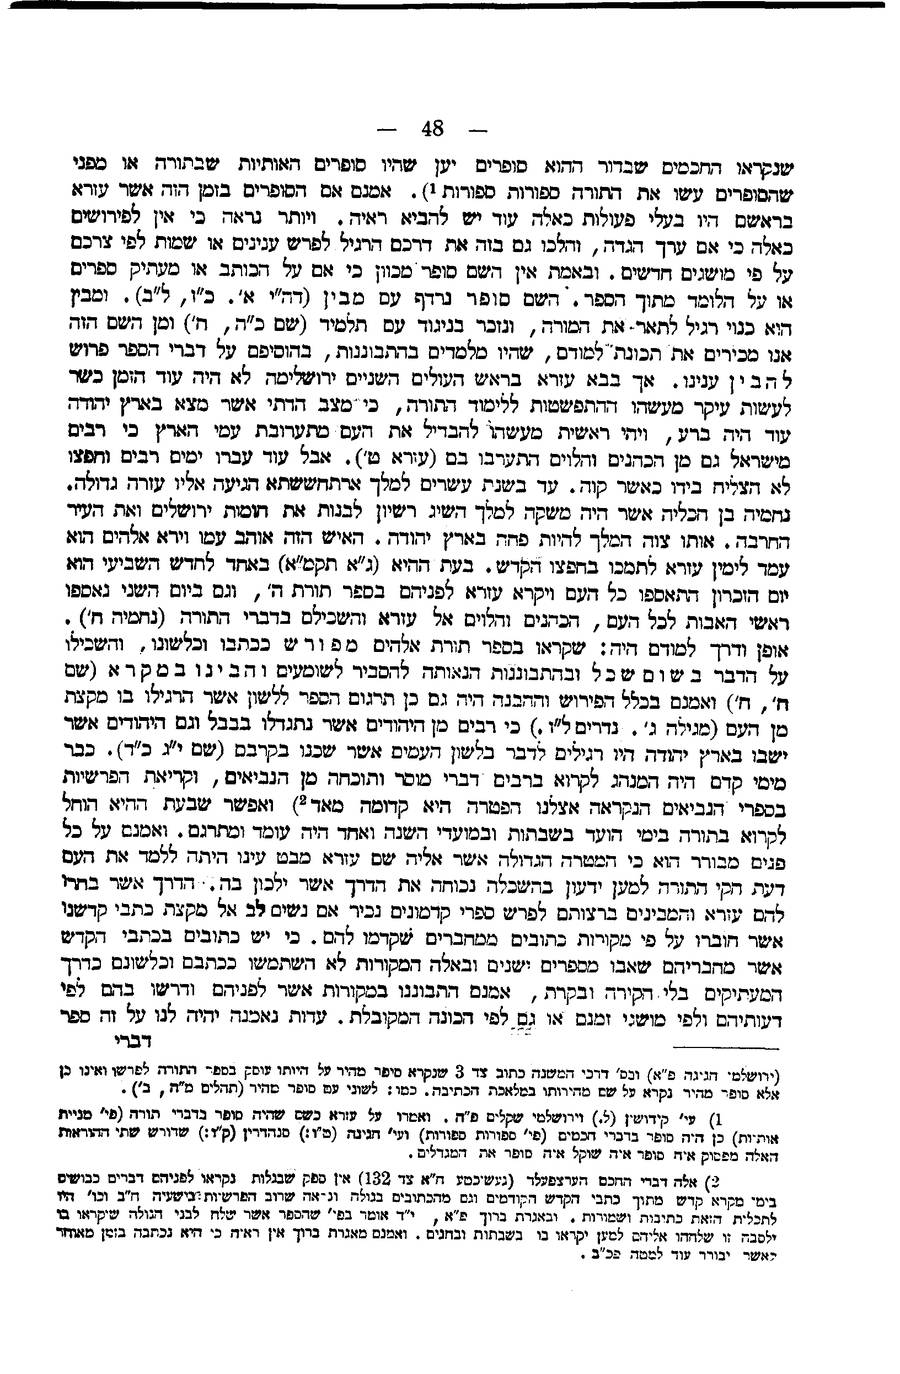 — 48 —
שנקראו החכמים שבדור ההוא סופרים יען שהיו סופרים האותיות שבתורה או מפני
שהסופרים עשו את התורה ספורות ספורות 1). אמנם אם הסופרים בזמן הזה אשר עזרא
בראשם היו בעלי פעולות כאלה עוד יש להביא ראיה. ויותר נראה כי אין לפירושים
כאלה כי אם ערך הגדה, והלכו גם בזה את דרכם הרגיל לפרש ענינים או שמות לפי צרכם
על פי מושגים חדשים. ובאמת אין השם סופר מכוון כי אם על הכותב או מעתיק ספרים
או על הלומד מתוך הספר. השם סופר נרדף עם מבין (דה"י א'. כ"ז, ל"ב). ומבין
הוא כנוי רגיל לתאר את המורה, ונזכר בניגוד עם תלמיד (שם כ"ה, ח') ומן השם הזה
אנו מכירים את תכונת למודם, שהיו מלמדים בהתבוננות, בהוסיפם על דברי הספר פרוש
להבין ענינו. אך בבא עזרא בראש העולים השניים ירושלימה לא היה עוד הזמן כשר
לעשות עיקר מעשהו ההתפשטות ללימוד התורה, כי מצב הדתי אשר מצא בארץ יהודה
עוד היה ברע, ויהי ראשית מעשהו להבדיל את העם מתערובת עמי הארץ כי רבים
מישראל גם מן הכהנים והלוים התערבו בם (עזרא ט'). אבל עוד עברו ימים רבים וחפצו
לא הצליח בידו כאשר קוה. עד בשנת עשרים למלך ארתחששתא הגיעה אליו עזרה גדולה.
נחמיה בן חכליה אשר היה משקה למלך השיג רשיון לבנות את חומות ירושלים ואת העיר
החרבה. אותו צוה המלך להיות פחה בארץ יהודה. האיש הזה אוהב עמו וירא אלהים הוא
עמד לימין עזרא לתמכו בחפצו הקדש. בעת ההיא (ג"א תקמ"א) באחד לחדש השביעי הוא
יום הזכרון התאספו כל העם ויקרא עזרא לפניהם בספר תורת ה', וגם ביום השני נאספו
ראשי האבות לכל העם, הכהנים והלוים אל עזרא והשכילם בדברי התורה (נחמיה ח').
אופן ודרך למודם היה: שקראו בספר תורת אלהים מפורש ככתבו וכלשונו, והשכילו
על הדבר בשום שכל ובהתבוננות הנאותה להסביר לשומעים והבינו במקרא (שם
ח', ח') ואמנם בכלל הפירוש וההבנה היה גם כן תרגום הספר ללשון אשר הרגילו בו מקצת
מן העם (מגילה ג'. נדרים ל"ז.) כי רבים מן היהודים אשר נתגדלו בבבל וגם היהודים אשר
ישבו בארץ יהודה היו רגילים לדבר בלשון העמים אשר שכנו בקרבם (שם י"ג כ"ד). כבר
מימי קדם היה המנהג לקרוא ברבים דברי מוסר ותוכחה מן הנביאים, וקריאת הפרשיות
בספרי הנביאים הנקראה אצלנו הפטרה היא קדומה מאד 2) ואפשר שבעת ההיא הוחל
לקרוא בתורה בימי הועד בשבתות ובמועדי השנה ואחד היה עומד ומתרגם. ואמנם על כל
פנים מבורר הוא כי המטרה הגדולה אשר אליה שם עזרא מבט עינו היתה ללמד את העם
דעת חקי התורה למען ידעון בהשכלה נכוחה את הדרך אשר ילכון בה. הדרך אשר בחרו
להם עזרא והמבינים ברצותם לפרש ספרי קדמונים נכיר אם נשים לב אל מקצת כתבי קדשנו
אשר חוברו על פי מקורות כתובים ממחברים שקדמו להם. כי יש כתובים בכתבי הקדש
אשר מחבריהם שאבו מספרים ישנים ובאלה המקורות לא השתמשו ככתבם וכלשונם כדרך
המעתיקים בלי חקירה ובקרת, אמנם התבוננו במקורות אשר לפניהם ודרשו בהם לפי
דעותיהם ולפי מושגי זמנם או גם לפי הכונה המקובלת. עדות נאמנה יהיה לנו על זה ספר
דברי
(ירושלמי חגיגה פ"א) ובס' דרכי המשנה כתוב צד 3 שנקרא סופר מהיר על היותו עוסק בספרי התורה לפרשן ואינו כן
אלא סופר מהיר נקרא על שם מהירותו במלאכת הכתיבה. כמו: לשוני עט סופר מהיר (תהלים מ"ה, ב').
1) עי' קידושין (ל.) וירושלמי שקלים פ"ה. ואמרו על עזרא כשם שהיה סופר בדברי תורה (פי' מניית
אותיות) כן היה סופר בדברי חכמים (פי' ספורות ספורות) ועי' חגיגה (ט"ו:) סנהדרין (ק"ו:) שדורש שתי ההוראות
האלה מפסוק איה סופר איה שוקל איה סופר את המגדלים.
2) אלה דברי החכם הערצפעלד (געשיכטע ח"א צד 132) אין ספק שבגלות נקראו לפניהם דברים כבושים
בימי מקרא קדש מתוך כתבי הקדש הקודמים וגם מהכתובים בגולה ונראה שרוב הפרשיות בישעיה ח"ב וכו' היו
לתכלית הזאת כתיבות ושמורות. ובאגרת ברוך פ"א, י"ד אומר בפי' שהספר אשר שלח לבני הגולה שיקראו בו
ילסבה זו שלחהו אליהם למען יקראו בו בשבתות ובחגים. ואמנם מאגרת ברוך אין ראיה כי היא נכתבה בזמן מאוחר
כאשר יבורר עוד למטה פכ"ב.